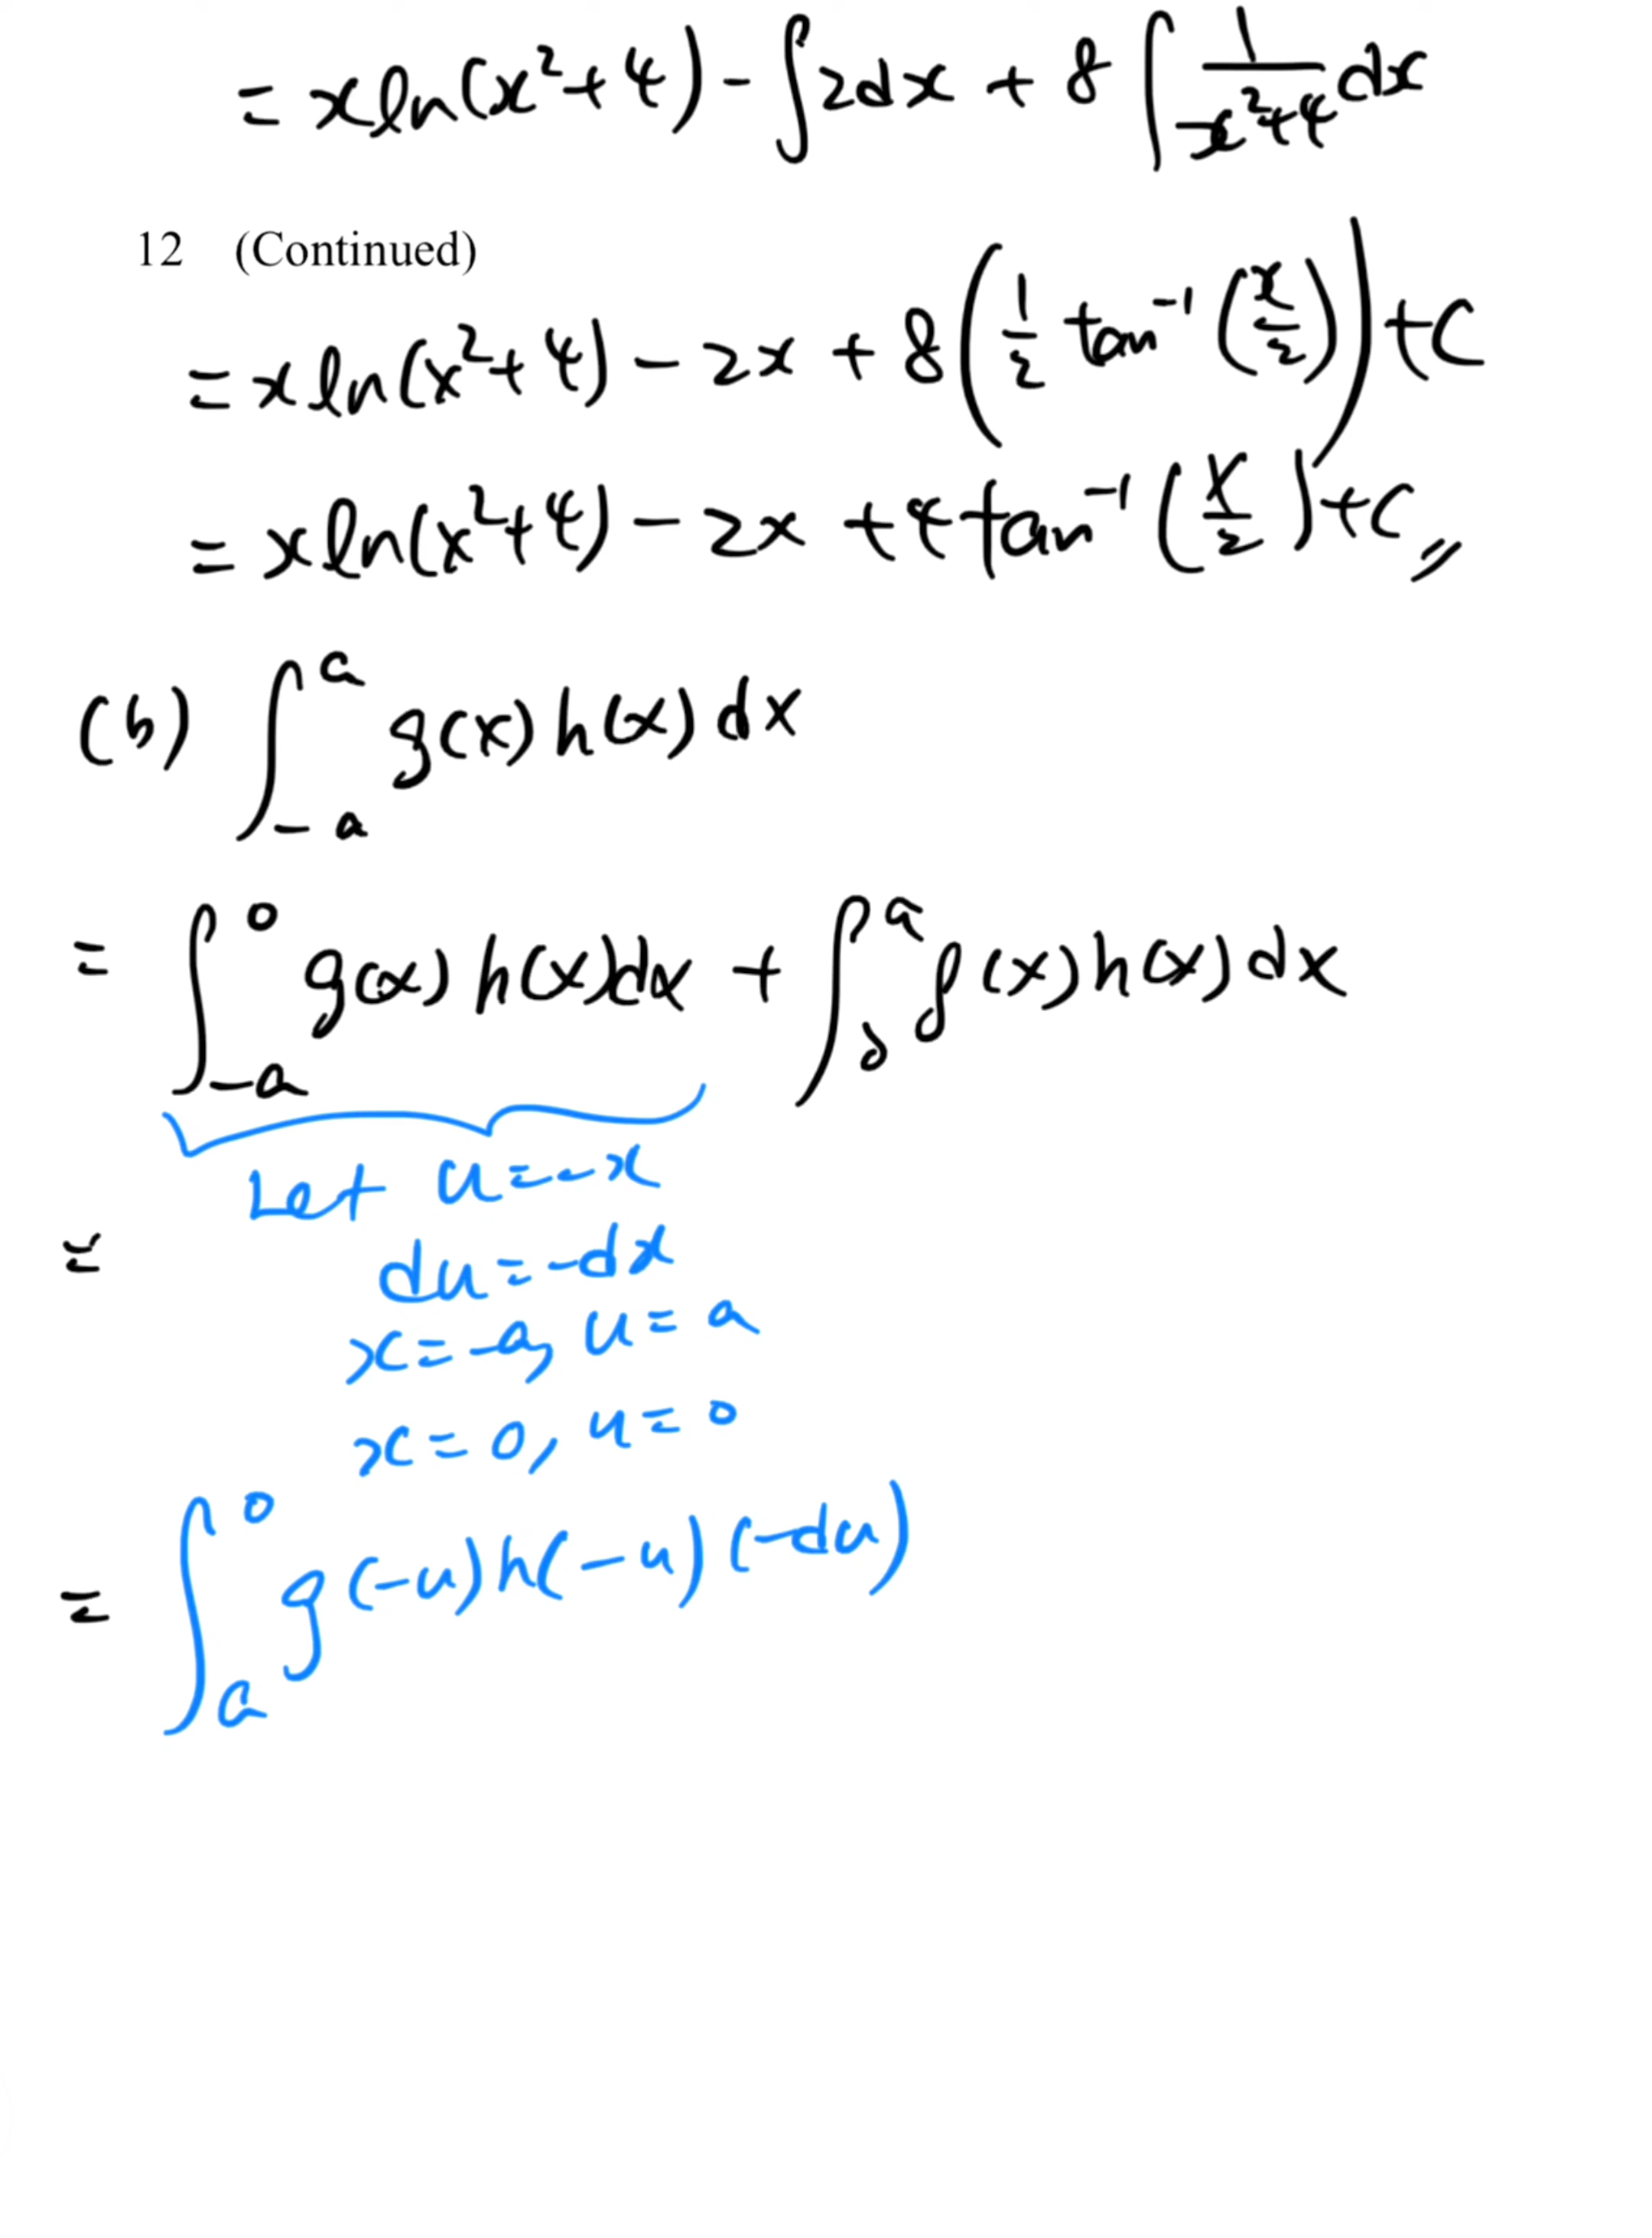 = x ln(x²+4) - ∫2dx + 8∫ 1/(x²+4) dx
12 (Continued)
= x ln(x²+4) - 2x + 8(1/2 tan⁻¹(x/2)) + C
= x ln(x²+4) - 2x + 4 tan⁻¹(x/2) + C //
(b) ∫_{-a}^{a} g(x) h(x) dx
= ∫_{-a}^{0} g(x) h(x) dx + ∫_{0}^{a} g(x) h(x) dx
Let u = -x
=
du = -dx
x = -a, u = a
x = 0, u = 0
= ∫_{a}^{0} g(-u) h(-u) (-du)